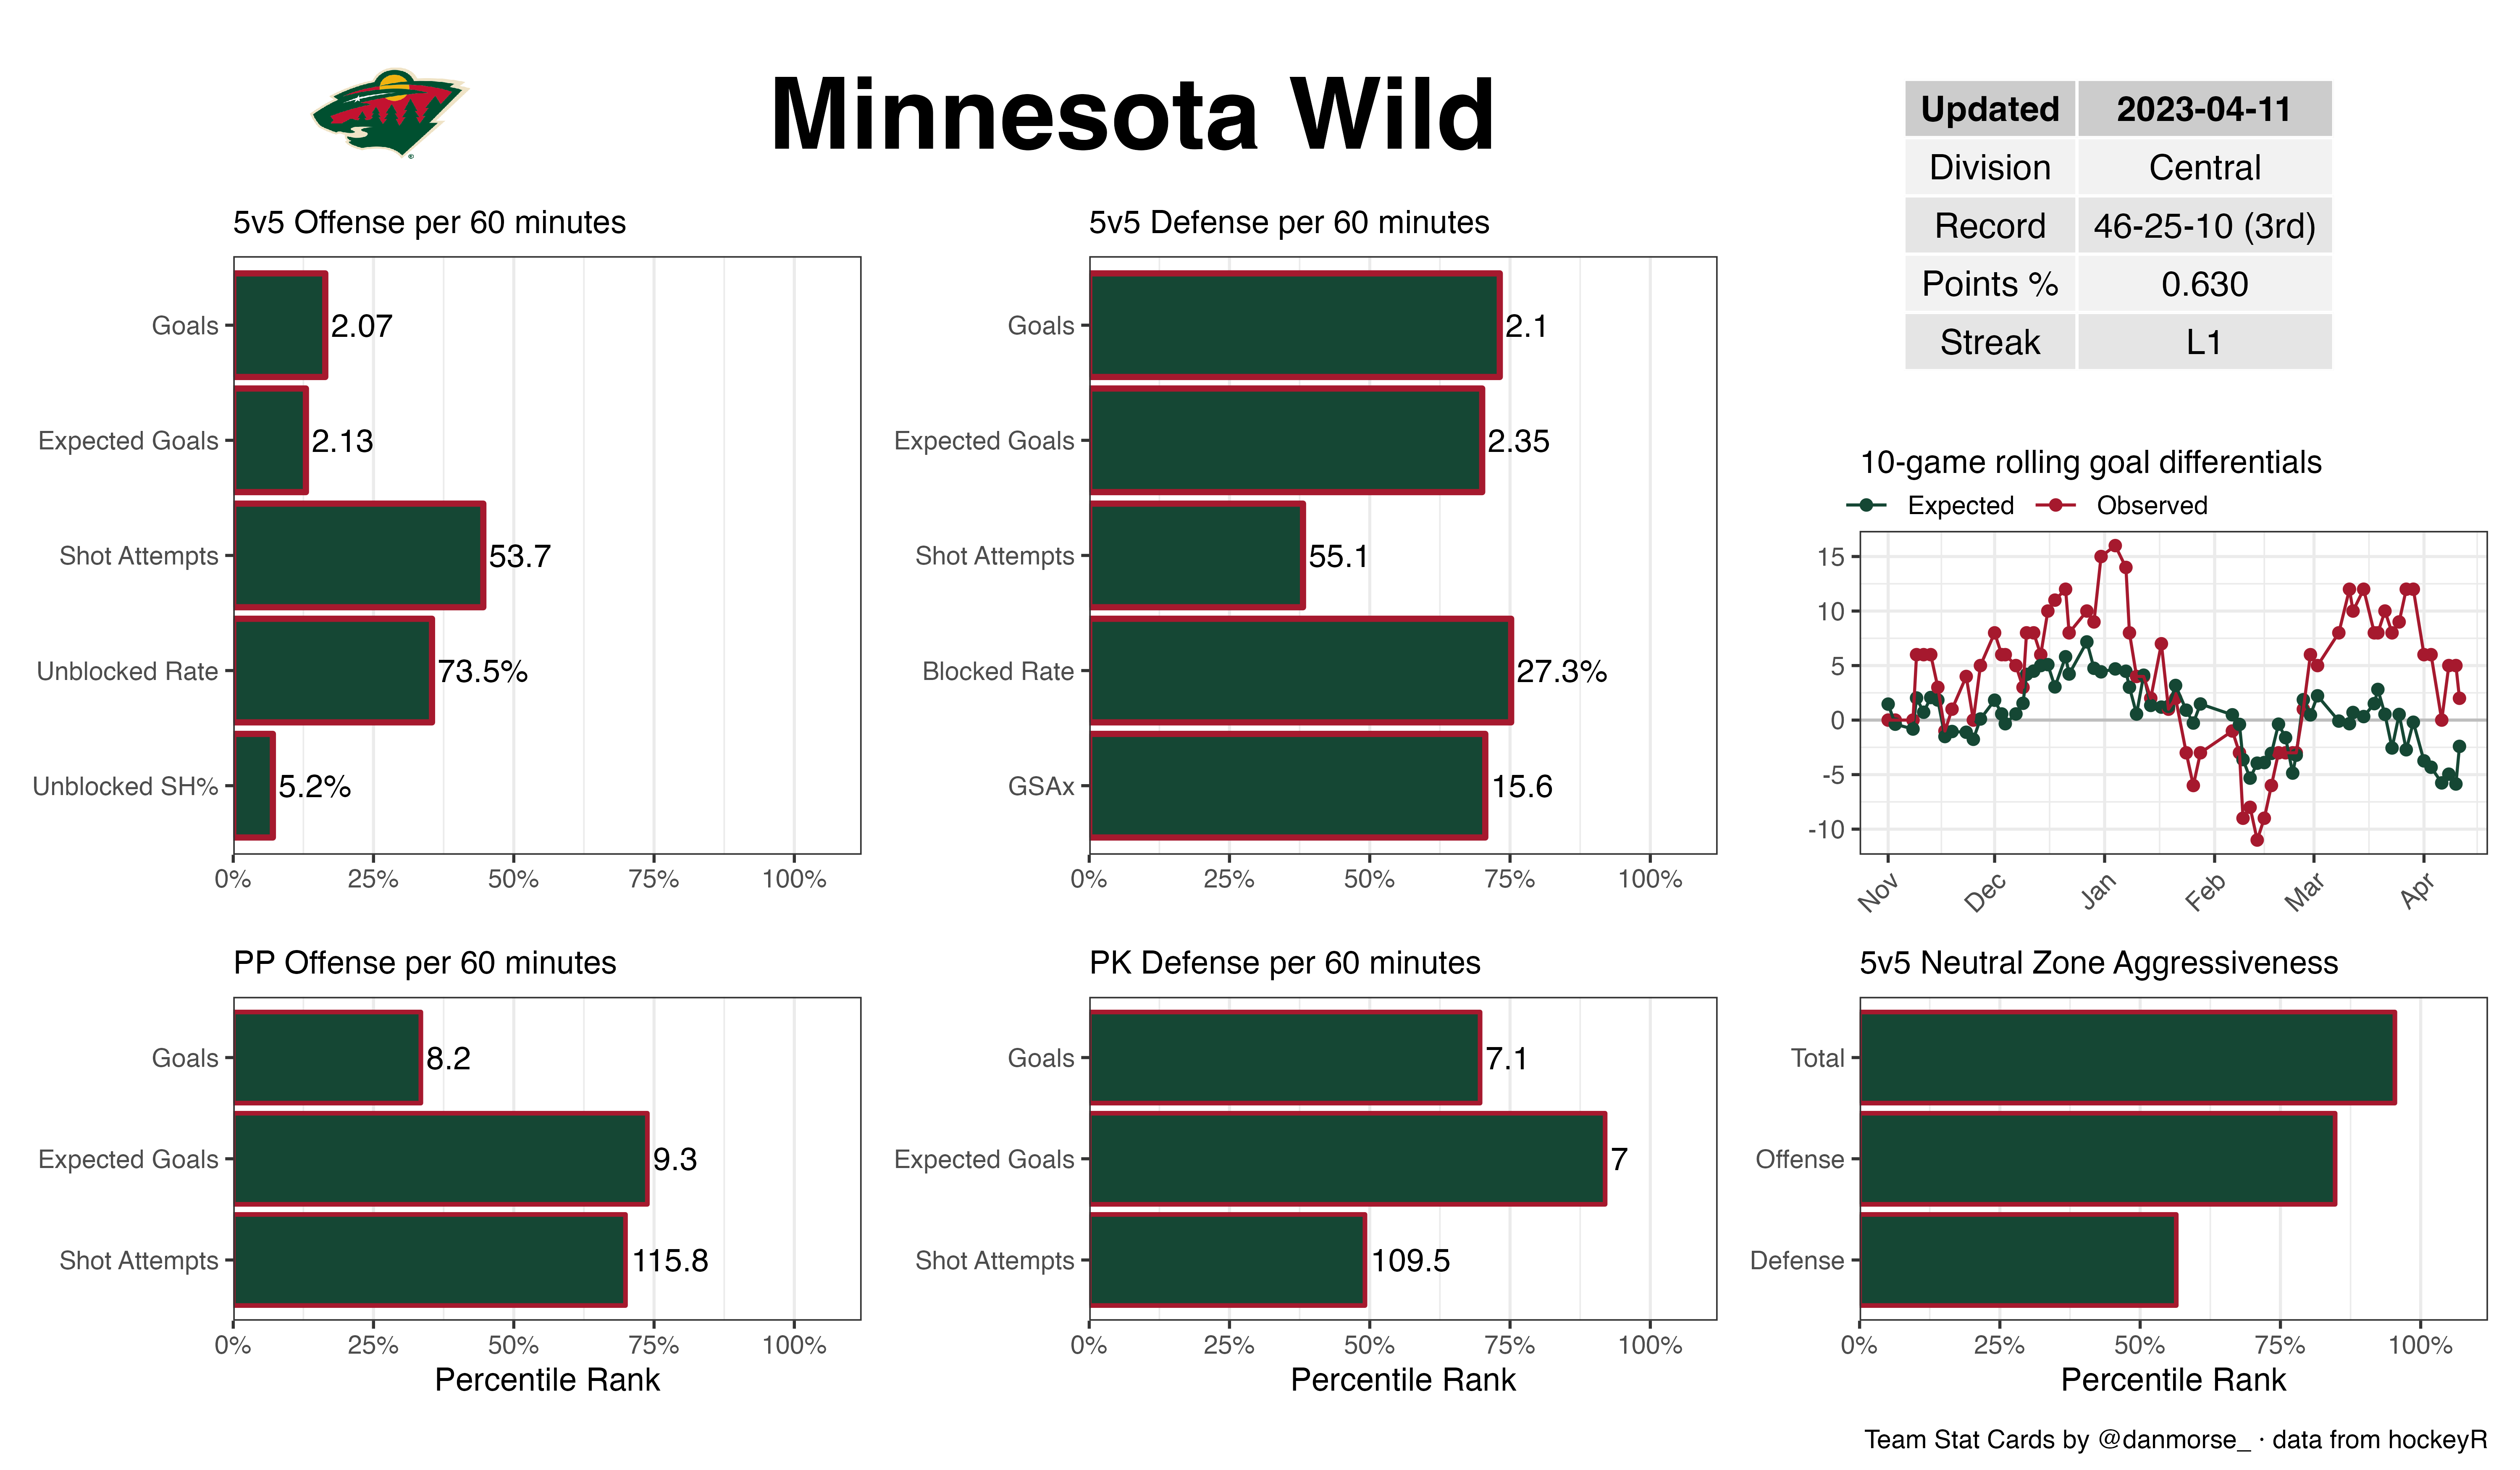 Minnesota Wild
Updated 2023-04-11
Division Central
Record 46-25-10 (3rd)
Points % 0.630
Streak L1
5v5 Offense per 60 minutes
Goals 2.07
Expected Goals 2.13
Shot Attempts 53.7
Unblocked Rate 73.5%
Unblocked SH% 5.2%
0% 25% 50% 75% 100%
5v5 Defense per 60 minutes
Goals 2.1
Expected Goals 2.35
Shot Attempts 55.1
Blocked Rate 27.3%
GSAx 15.6
0% 25% 50% 75% 100%
10-game rolling goal differentials
Expected Observed
15
10
5
0
-5
-10
Nov Dec Jan Feb Mar Apr
PP Offense per 60 minutes
Goals 8.2
Expected Goals 9.3
Shot Attempts 115.8
0% 25% 50% 75% 100%
Percentile Rank
PK Defense per 60 minutes
Goals 7.1
Expected Goals 7
Shot Attempts 109.5
0% 25% 50% 75% 100%
Percentile Rank
5v5 Neutral Zone Aggressiveness
Total
Offense
Defense
0% 25% 50% 75% 100%
Percentile Rank
Team Stat Cards by @danmorse_ · data from hockeyR